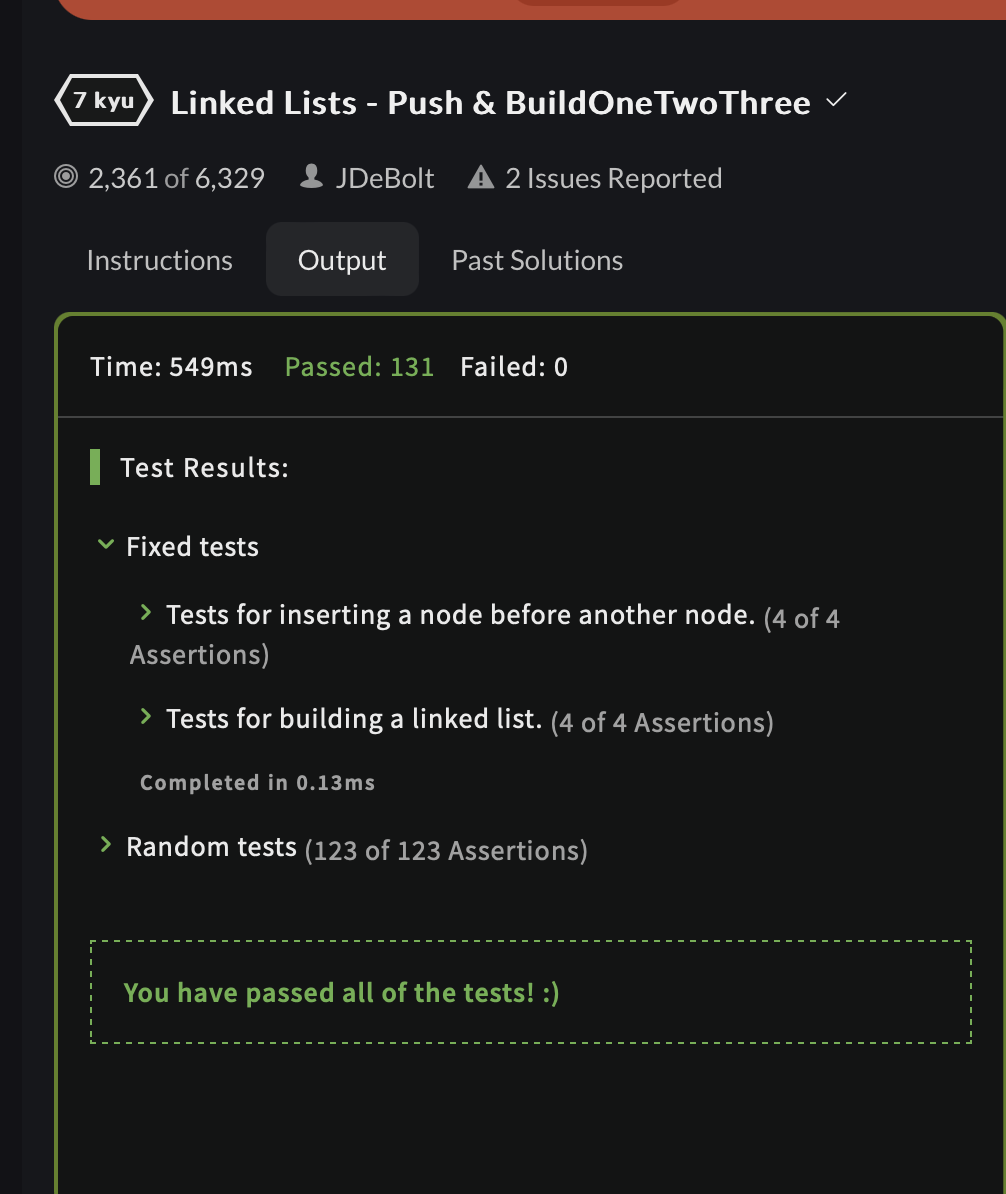 7 kyu Linked Lists - Push & BuildOneTwoThree
2,361 of 6,329 JDeBolt 2 Issues Reported
Instructions Output Past Solutions
Time: 549ms Passed: 131 Failed: 0
Test Results:
Fixed tests
Tests for inserting a node before another node. (4 of 4
Assertions)
Tests for building a linked list. (4 of 4 Assertions)
Completed in 0.13ms
Random tests (123 of 123 Assertions)
You have passed all of the tests! :)